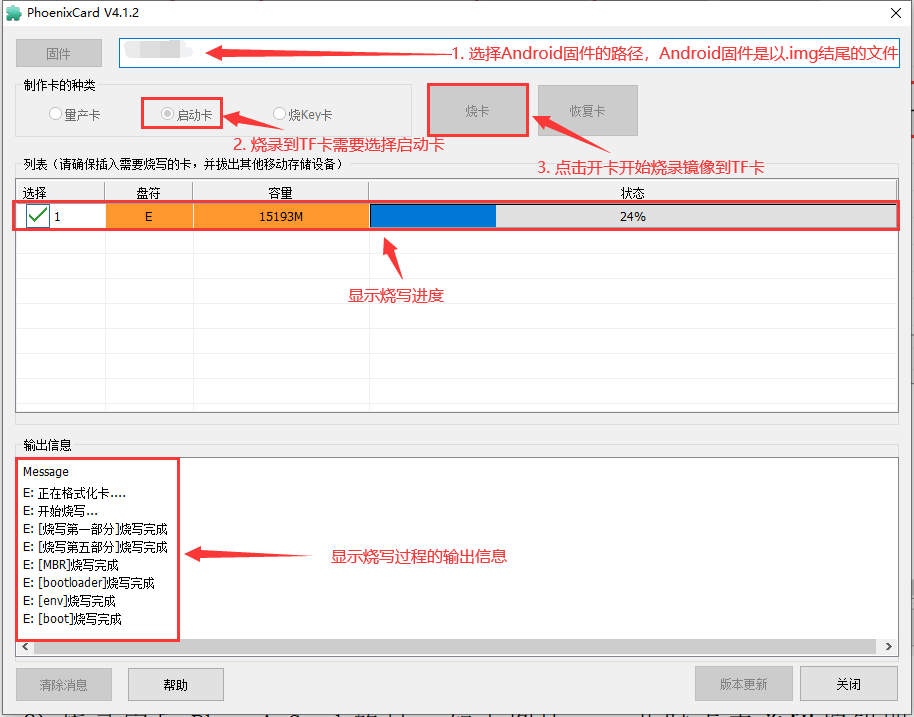 PhoenixCard V4.1.2
固件
1. 选择Android固件的路径，Android固件是以.img结尾的文件
制作卡的种类
量产卡
启动卡
烧Key卡
烧卡
恢复卡
2. 烧录到TF卡需要选择启动卡
3. 点击开卡开始烧录镜像到TF卡
列表（请确保插入需要烧写的卡，并拔出其他移动存储设备）
选择 盘符 容量 状态
1 E 15193M 24%
显示烧写进度
输出信息
Message
E: 正在格式化卡....
E: 开始烧写...
E: [烧写第一部分]烧写完成
E: [烧写第五部分]烧写完成
E: [MBR]烧写完成
E: [bootloader]烧写完成
E: [env]烧写完成
E: [boot]烧写完成
显示烧写过程的输出信息
清除消息
帮助
版本更新
关闭